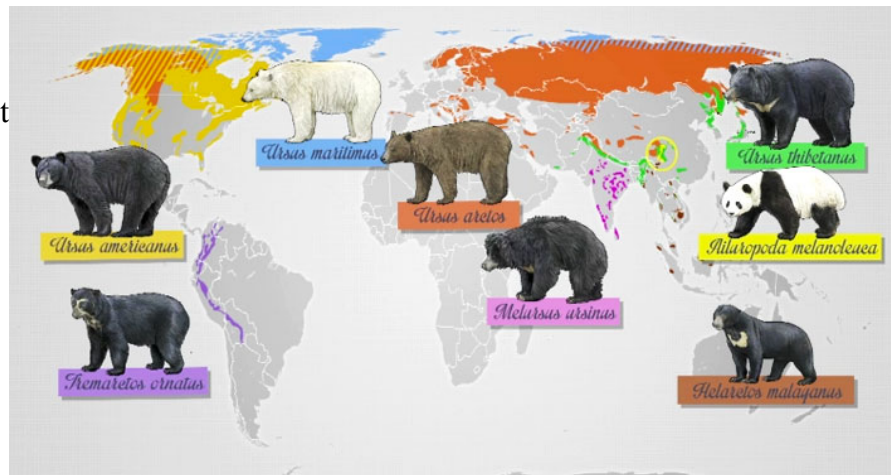 t
Ursus maritimus
Ursus thibetanus
Ursus arctos
Ursus americanus
Ailuropoda melanoleuca
Melursus ursinus
Tremarctos ornatus
Helarctos malayanus